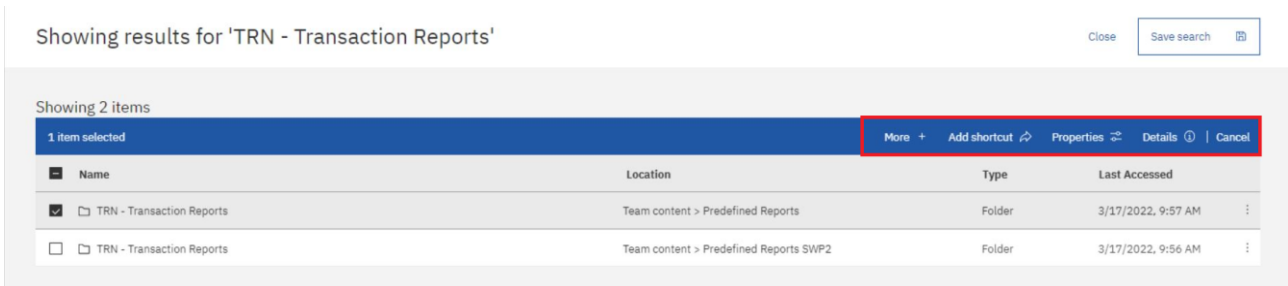 Showing results for 'TRN - Transaction Reports'
Close
Save search
Showing 2 items
1 item selected
More +
Add shortcut
Properties
Details
| Cancel
Name
Location
Type
Last Accessed
TRN - Transaction Reports
Team content > Predefined Reports
Folder
3/17/2022, 9:57 AM
TRN - Transaction Reports
Team content > Predefined Reports SWP2
Folder
3/17/2022, 9:56 AM